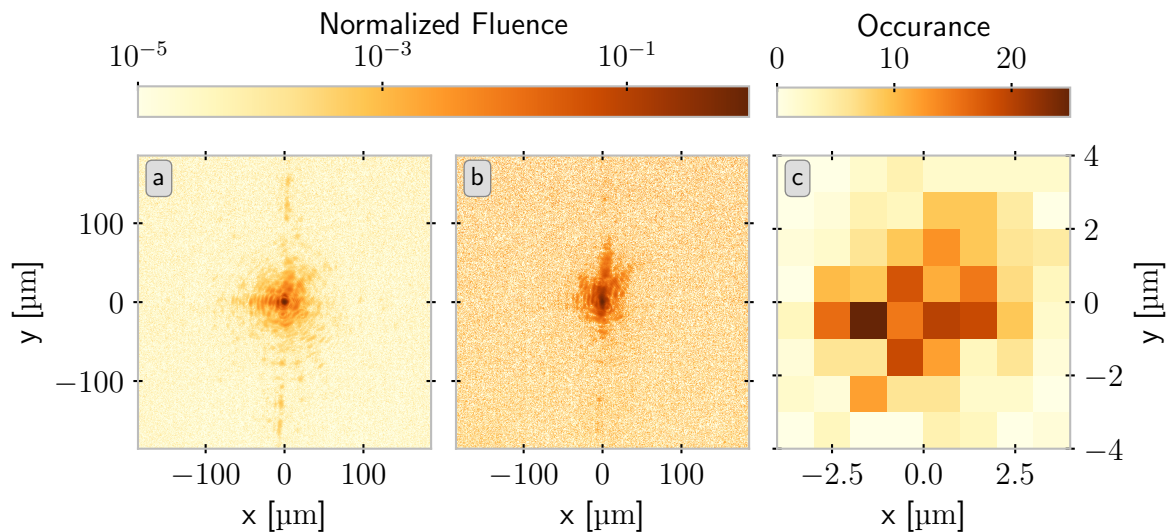 Normalized Fluence
Occurance
10⁻⁵ 10⁻³ 10⁻¹
0 10 20
a
b
c
100
0
−100
y [µm]
4
2
0
−2
−4
y [µm]
−100 0 100
−100 0 100
−2.5 0.0 2.5
x [µm]
x [µm]
x [µm]